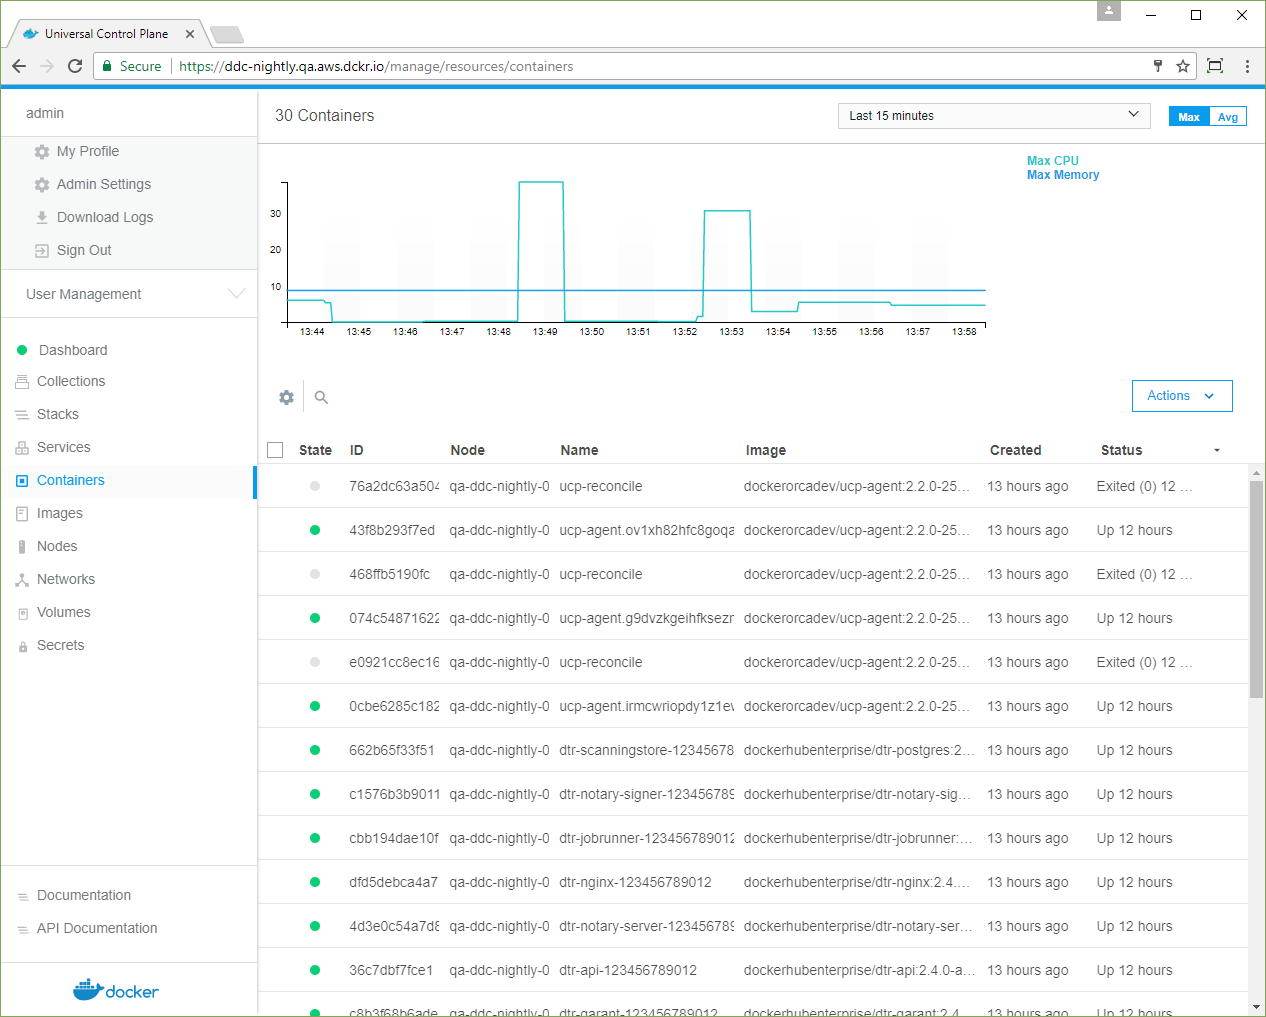 Universal Control Plane
Secure
https://ddc-nightly.qa.aws.dckr.io/manage/resources/containers
admin
My Profile
Admin Settings
Download Logs
Sign Out
User Management
Dashboard
Collections
Stacks
Services
Containers
Images
Nodes
Networks
Volumes
Secrets
Documentation
API Documentation
docker
30 Containers
Last 15 minutes
Max Avg
Max CPU
Max Memory
30
20
10
13:44 13:45 13:46 13:47 13:48 13:49 13:50 13:51 13:52 13:53 13:54 13:55 13:56 13:57 13:58
Actions
State ID Node Name Image Created Status
76a2dc63a504 qa-ddc-nightly-0 ucp-reconcile dockerorcadev/ucp-agent:2.2.0-25... 13 hours ago Exited (0) 12 ...
43f8b293f7ed qa-ddc-nightly-0 ucp-agent.ov1xh82hfc8goqa dockerorcadev/ucp-agent:2.2.0-25... 13 hours ago Up 12 hours
468ffb5190fc qa-ddc-nightly-0 ucp-reconcile dockerorcadev/ucp-agent:2.2.0-25... 13 hours ago Exited (0) 12 ...
074c54871622 qa-ddc-nightly-0 ucp-agent.g9dvzkgeihfksezr dockerorcadev/ucp-agent:2.2.0-25... 13 hours ago Up 12 hours
e0921cc8ec16 qa-ddc-nightly-0 ucp-reconcile dockerorcadev/ucp-agent:2.2.0-25... 13 hours ago Exited (0) 12 ...
0cbe6285c182 qa-ddc-nightly-0 ucp-agent.irmcwriopdy1z1ev dockerorcadev/ucp-agent:2.2.0-25... 13 hours ago Up 12 hours
662b65f33f51 qa-ddc-nightly-0 dtr-scanningstore-12345678 dockerhubenterprise/dtr-postgres:2... 13 hours ago Up 12 hours
c1576b3b9011 qa-ddc-nightly-0 dtr-notary-signer-123456789 dockerhubenterprise/dtr-notary-sig... 13 hours ago Up 12 hours
cbb194dae10f qa-ddc-nightly-0 dtr-jobrunner-123456789012 dockerhubenterprise/dtr-jobrunner:... 13 hours ago Up 12 hours
dfd5debca4a7 qa-ddc-nightly-0 dtr-nginx-123456789012 dockerhubenterprise/dtr-nginx:2.4.... 13 hours ago Up 12 hours
4d3e0c54a7d8 qa-ddc-nightly-0 dtr-notary-server-123456789 dockerhubenterprise/dtr-notary-ser... 13 hours ago Up 12 hours
36c7dbf7fce1 qa-ddc-nightly-0 dtr-api-123456789012 dockerhubenterprise/dtr-api:2.4.0-a... 13 hours ago Up 12 hours
c8b3f68b6ade qa-ddc-nightly-0 dtr-garant-123456789012 dockerhubenterprise/dtr-garant:2.4... 13 hours ago Up 12 hours